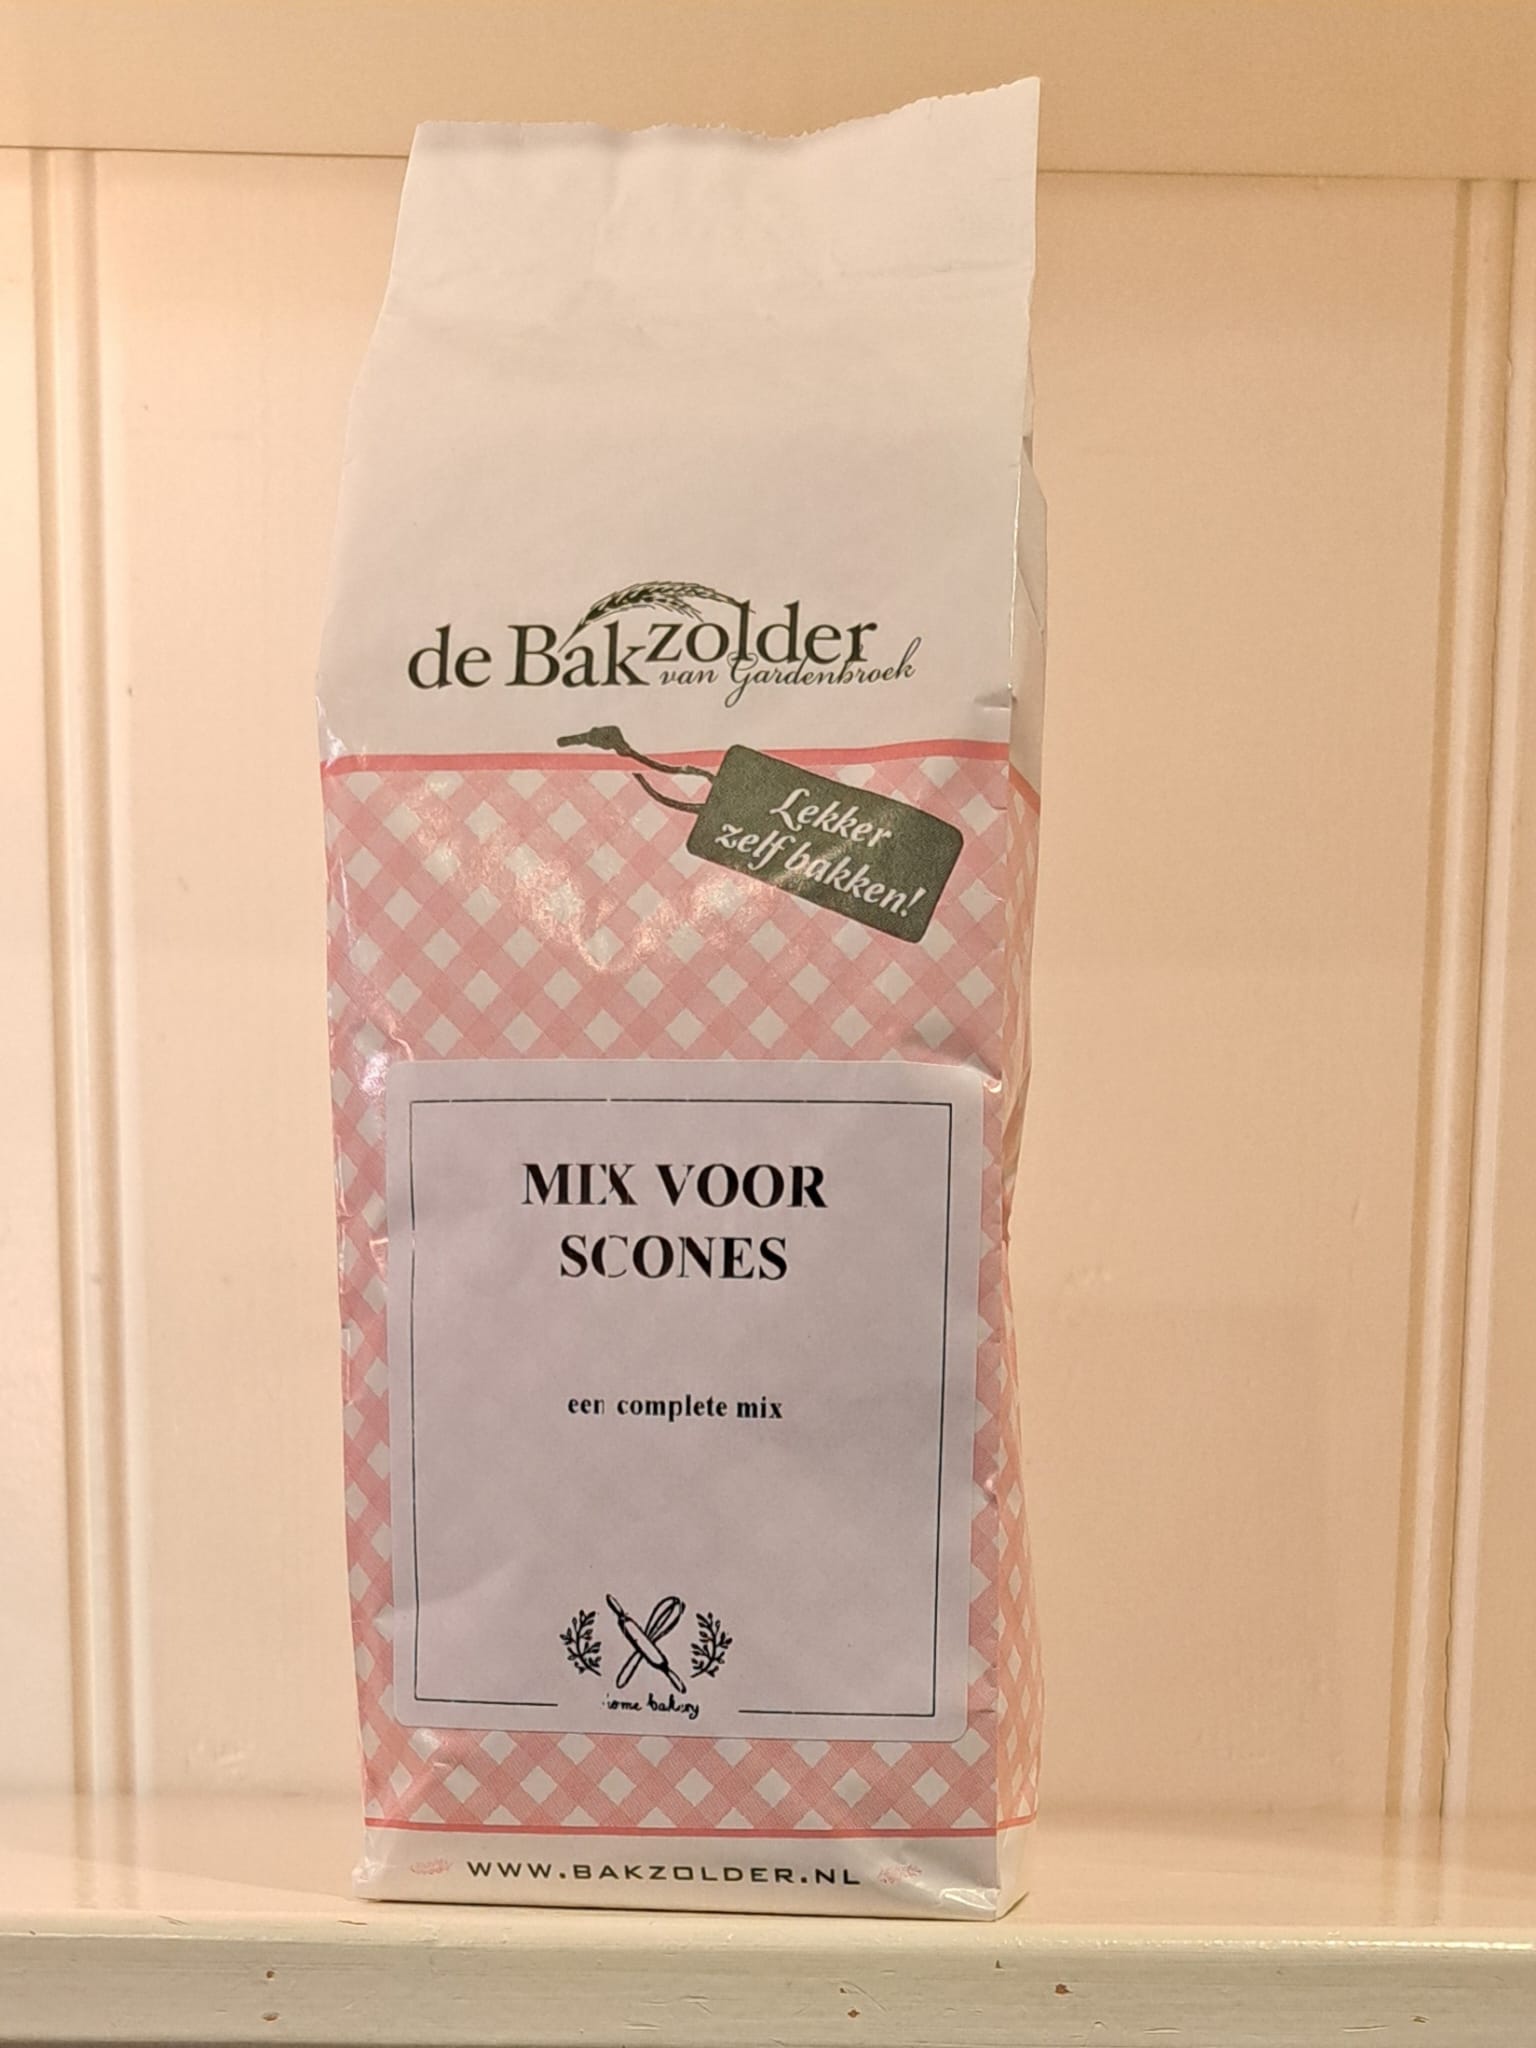 de Bakzolder
van Gardenbroek
Lekker
zelf bakken!
MIX VOOR
SCONES
een complete mix
home bakery
WWW.BAKZOLDER.NL